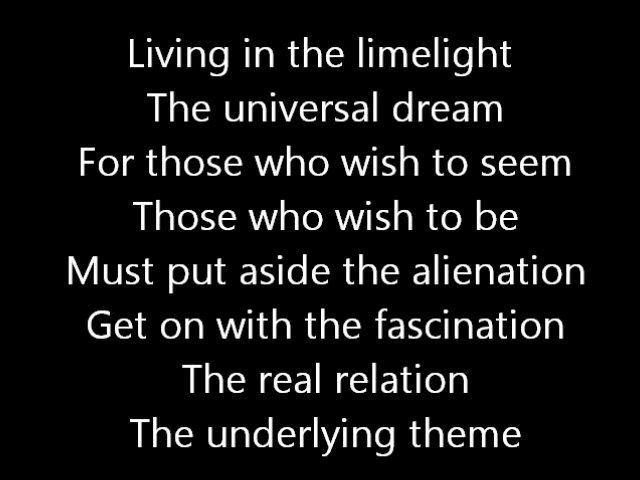 Living in the limelight
The universal dream
For those who wish to seem
Those who wish to be
Must put aside the alienation
Get on with the fascination
The real relation
The underlying theme